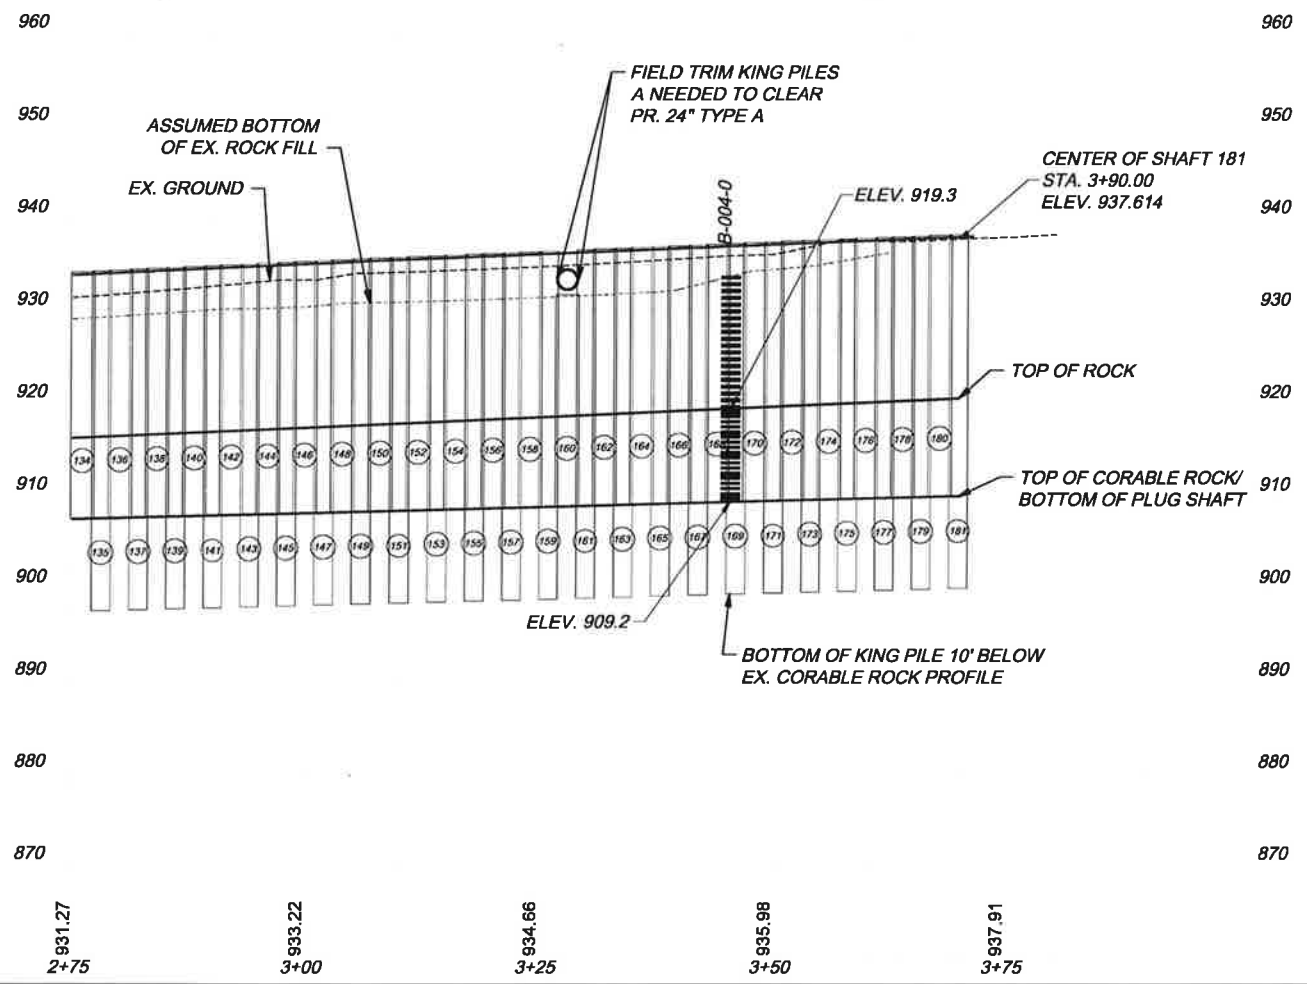 960
960
FIELD TRIM KING PILES
A NEEDED TO CLEAR
PR. 24" TYPE A
950
950
ASSUMED BOTTOM
OF EX. ROCK FILL
EX. GROUND
CENTER OF SHAFT 181
STA. 3+90.00
ELEV. 937.614
B-004-0
ELEV. 919.3
940
940
930
930
920
920
TOP OF ROCK
134 136 138 140 142 144 146 148 150 152 154 156 158 160 162 164 166 170 172 174 176 178 180
910
910
TOP OF CORABLE ROCK/
BOTTOM OF PLUG SHAFT
135 137 139 141 143 145 147 149 151 153 155 157 159 161 163 165 167 169 171 173 175 177 179 181
900
900
ELEV. 909.2
BOTTOM OF KING PILE 10' BELOW
EX. CORABLE ROCK PROFILE
890
890
880
880
870
870
931.27
933.22
934.66
935.98
937.91
2+75
3+00
3+25
3+50
3+75